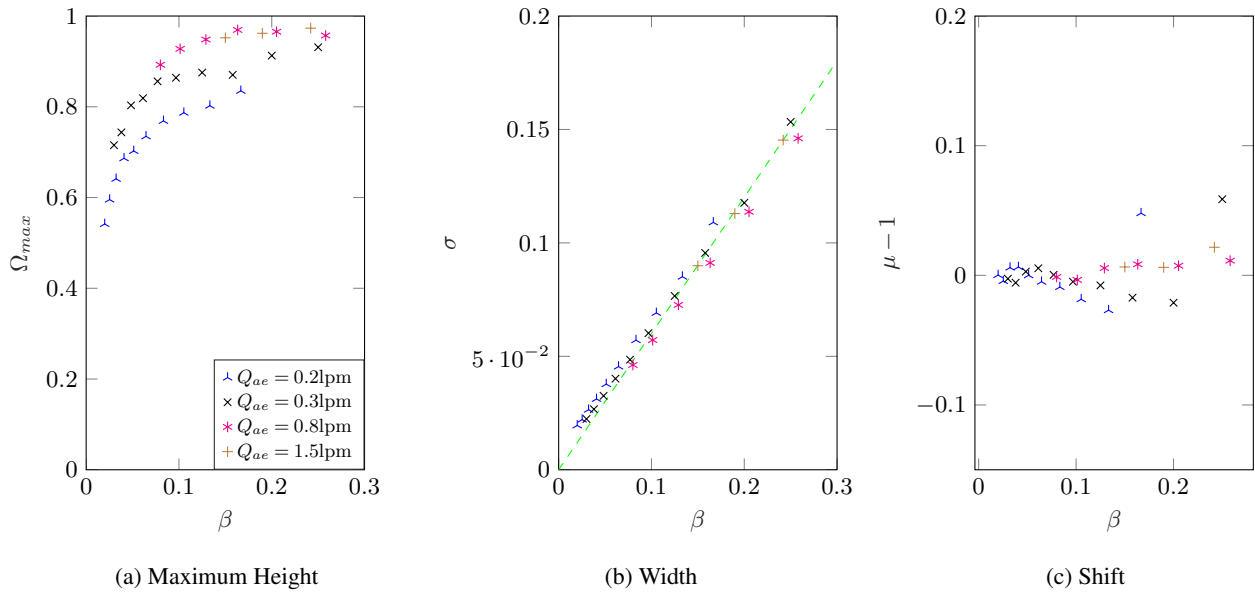 1
0.8
0.6
0.4
0.2
0
Ω_max
0
0.1
0.2
0.3
β
Q_ae = 0.2lpm
Q_ae = 0.3lpm
Q_ae = 0.8lpm
Q_ae = 1.5lpm
(a) Maximum Height
0.2
0.15
0.1
5 · 10⁻²
0
σ
0
0.1
0.2
0.3
β
(b) Width
0.2
0.1
0
−0.1
μ − 1
0
0.1
0.2
β
(c) Shift